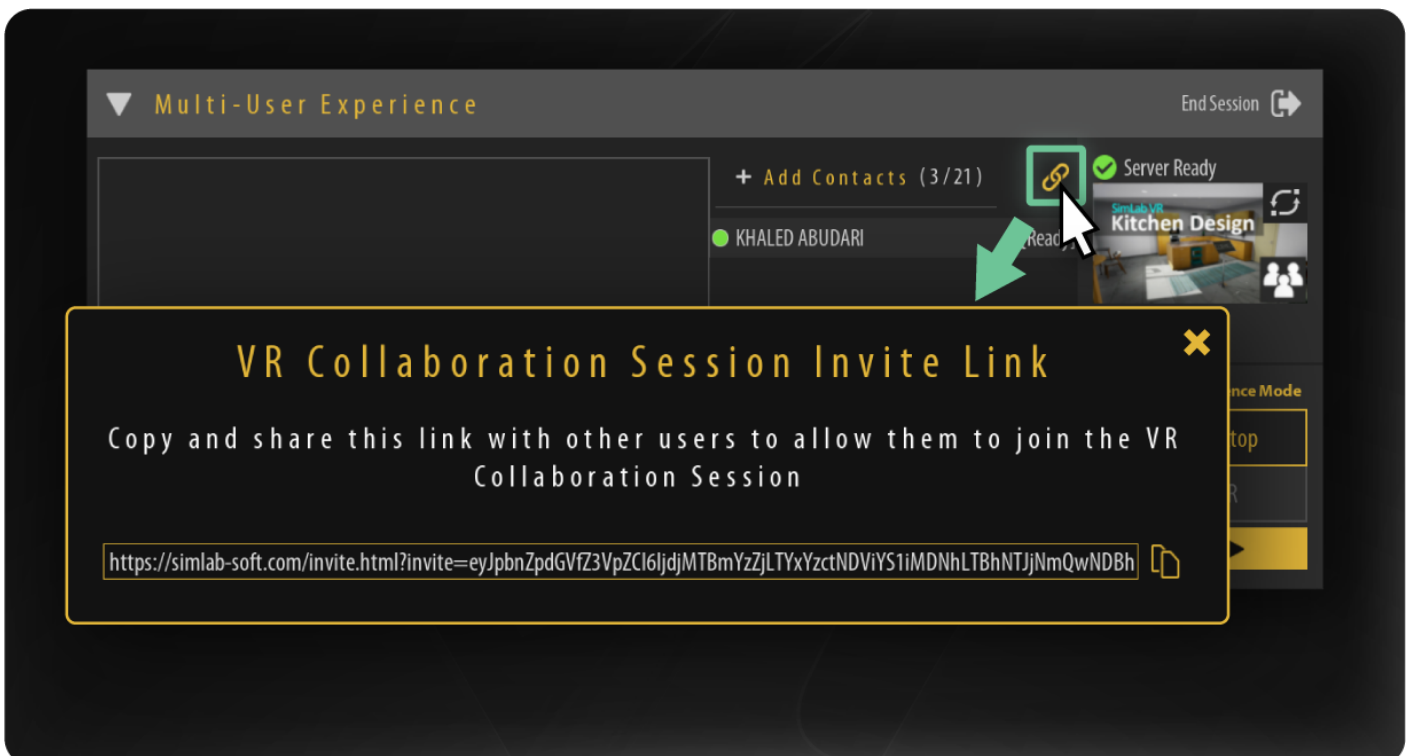 Multi-User Experience
End Session
+ Add Contacts (3/21)
Server Ready
SimLab VR
Kitchen Design
KHALED ABUDARI
VR Collaboration Session Invite Link
Copy and share this link with other users to allow them to join the VR
Collaboration Session
https://simlab-soft.com/invite.html?invite=eyJpbnZpdGVfZ3VpZCI6IjdjMTBmYzZjLTYxYzctNDViYS1iMDNhLTBhNTJjNmQwNDBh
Mode